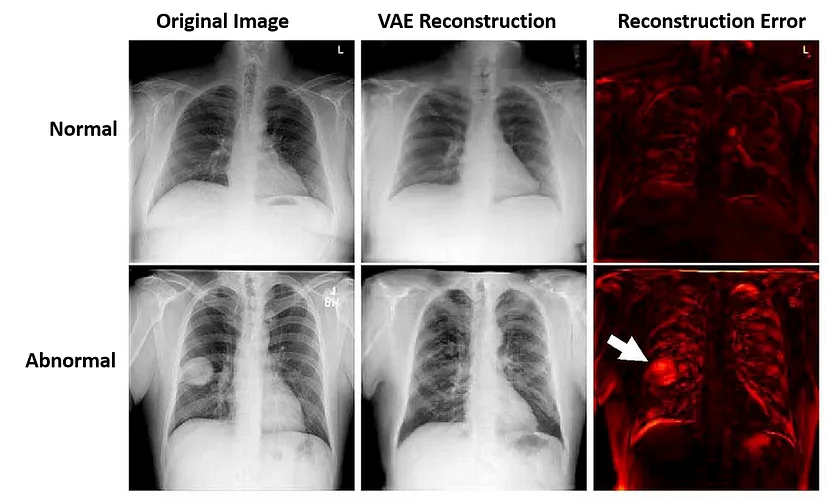 Original Image VAE Reconstruction Reconstruction Error
Normal
L
L
Abnormal